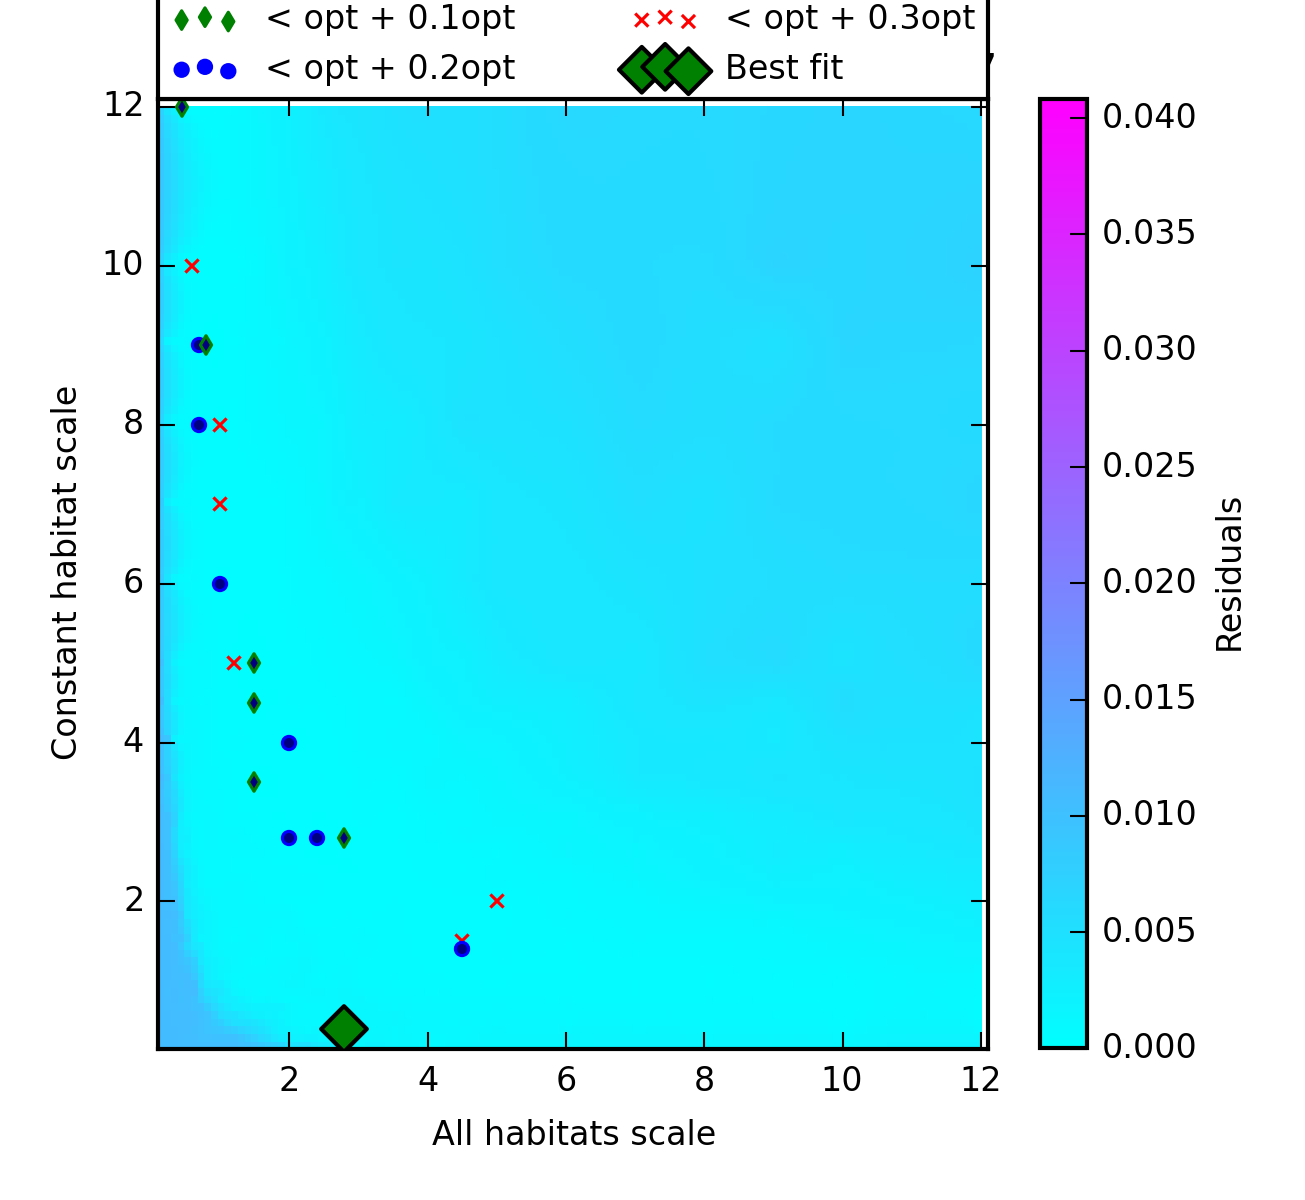 < opt + 0.1opt
< opt + 0.3opt
< opt + 0.2opt
Best fit
12
10
8
6
4
2
Constant habitat scale
2 4 6 8 10 12
All habitats scale
0.040
0.035
0.030
0.025
0.020
0.015
0.010
0.005
0.000
Residuals